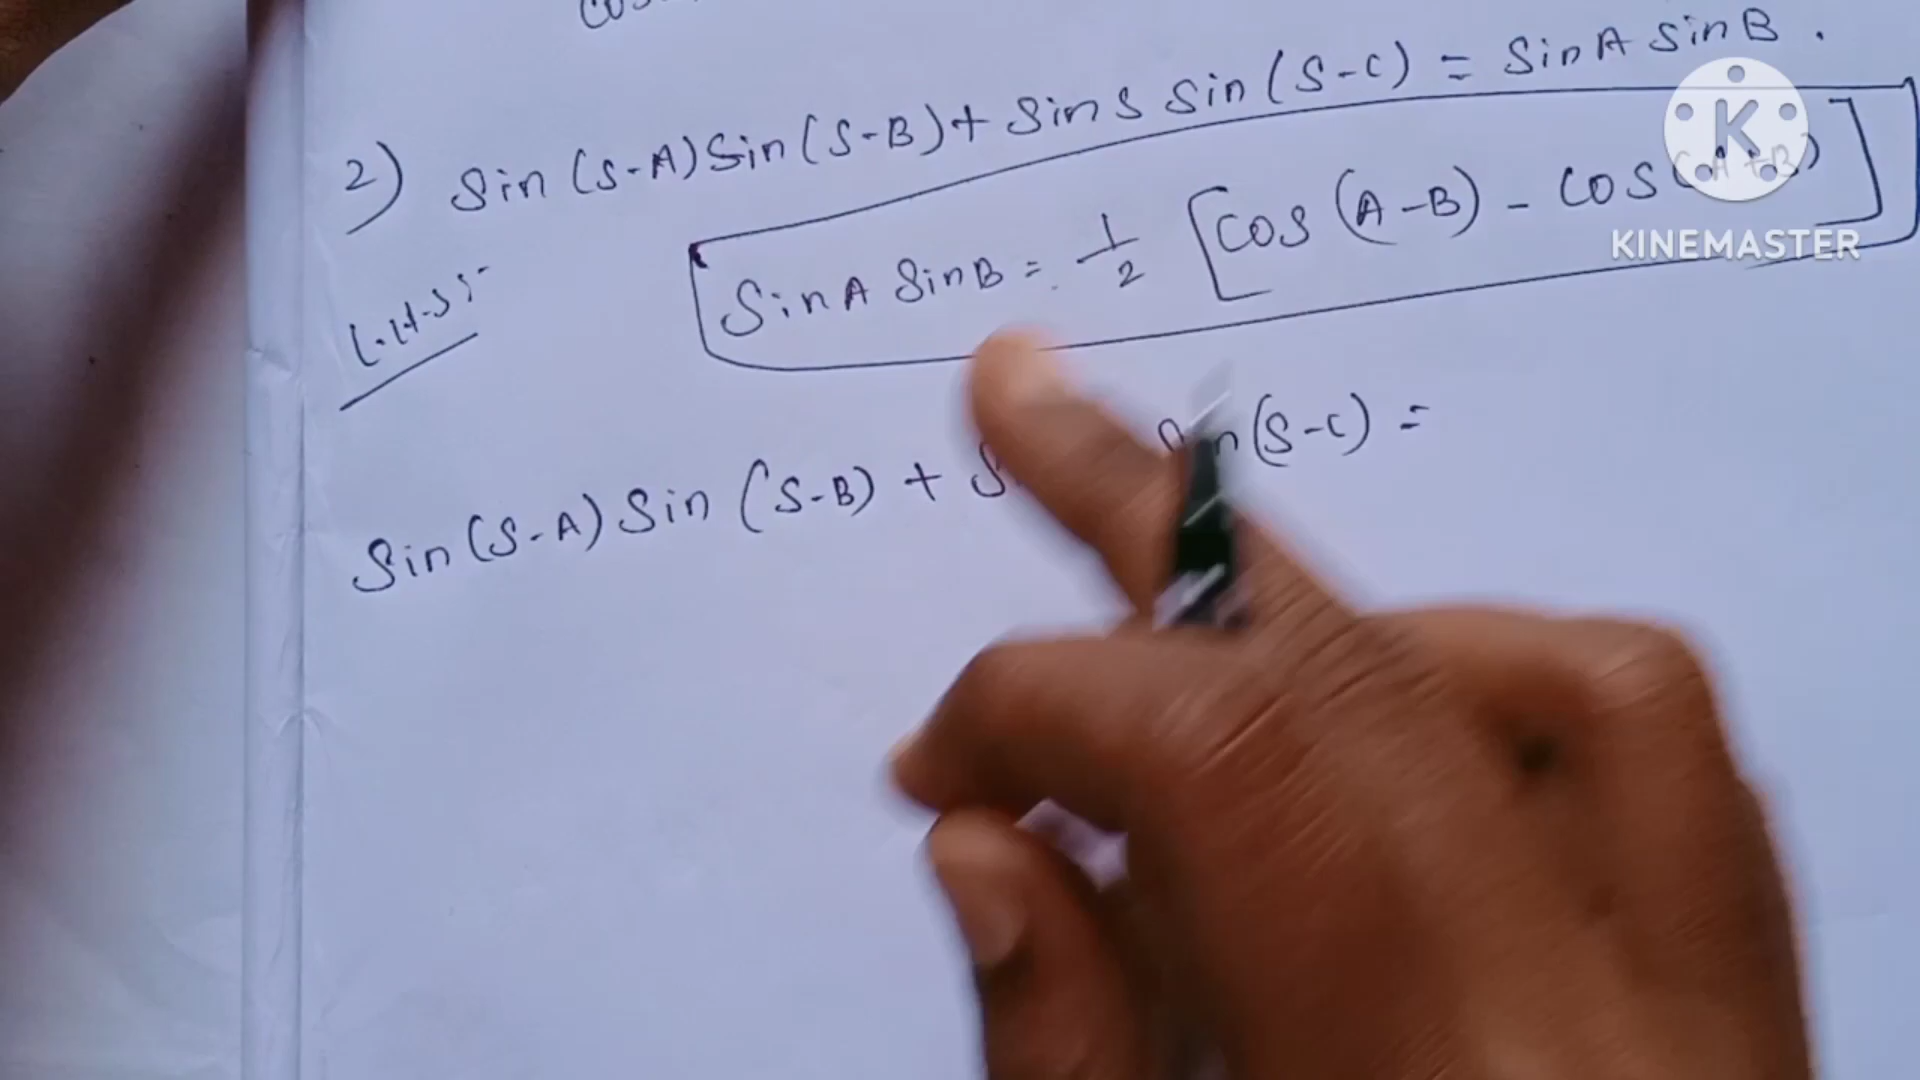 2) Sin (S-A) Sin (S-B) + Sin S Sin (S-C) = Sin A Sin B .
L.H.S :-
Sin A Sin B = 1/2 [Cos (A-B) - Cos (A+B)]
Sin (S-A) Sin (S-B) + (S-C) =
KINEMASTER